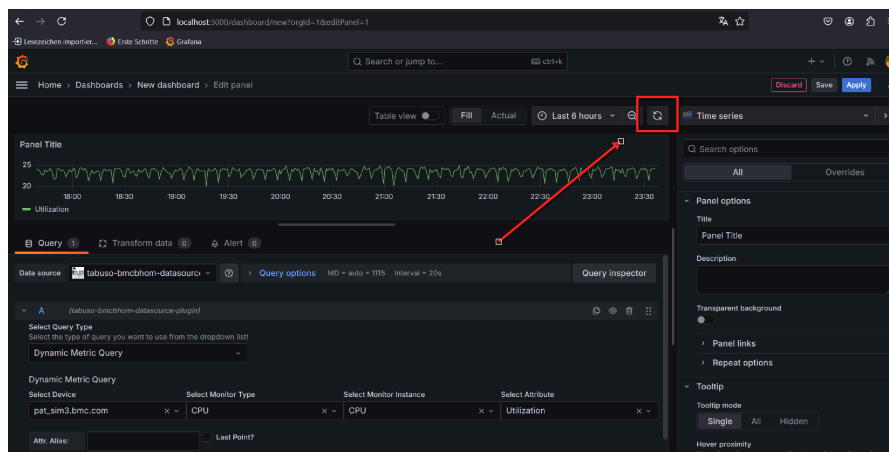 localhost:3000/dashboard/new?orgId=1&editPanel=1
Lesezeichen importier... Erste Schritte Grafana
Search or jump to... ctrl+k
Home > Dashboards > New dashboard > Edit panel Discard Save Apply
Table view Fill Actual Last 6 hours Time series
Panel Title
25
20
18:00 18:30 19:00 19:30 20:00 20:30 21:00 21:30 22:00 22:30 23:00 23:30
Utilization
Query 1 Transform data 0 Alert 0
Data source tabuso-bmcbhom-datasourc Query options MD = auto = 1115 Interval = 20s Query inspector
A (tabuso-bmcbhom-datasource-plugin)
Select Query Type
Select the type of query you want to use from the dropdown list!
Dynamic Metric Query
Dynamic Metric Query
Select Device Select Monitor Type Select Monitor Instance Select Attribute
pat_sim3.bmc.com CPU CPU Utilization
Attr. Alias: Last Point?
Search options
All Overrides
Panel options
Title
Panel Title
Description
Transparent background
Panel links
Repeat options
Tooltip
Tooltip mode
Single All Hidden
Hover proximity